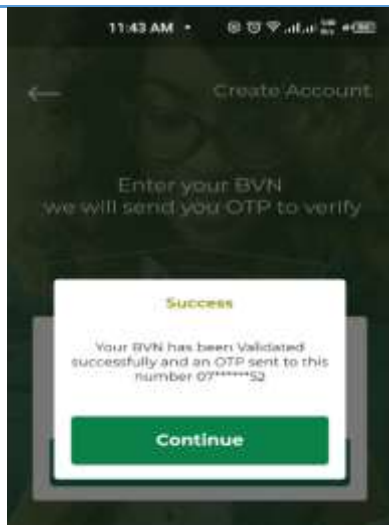 11:43 AM
Create Account
Enter your BVN
we will send you OTP to verify
Success
Your BVN has been Validated
successfully and an OTP sent to this
number 07******52
Continue